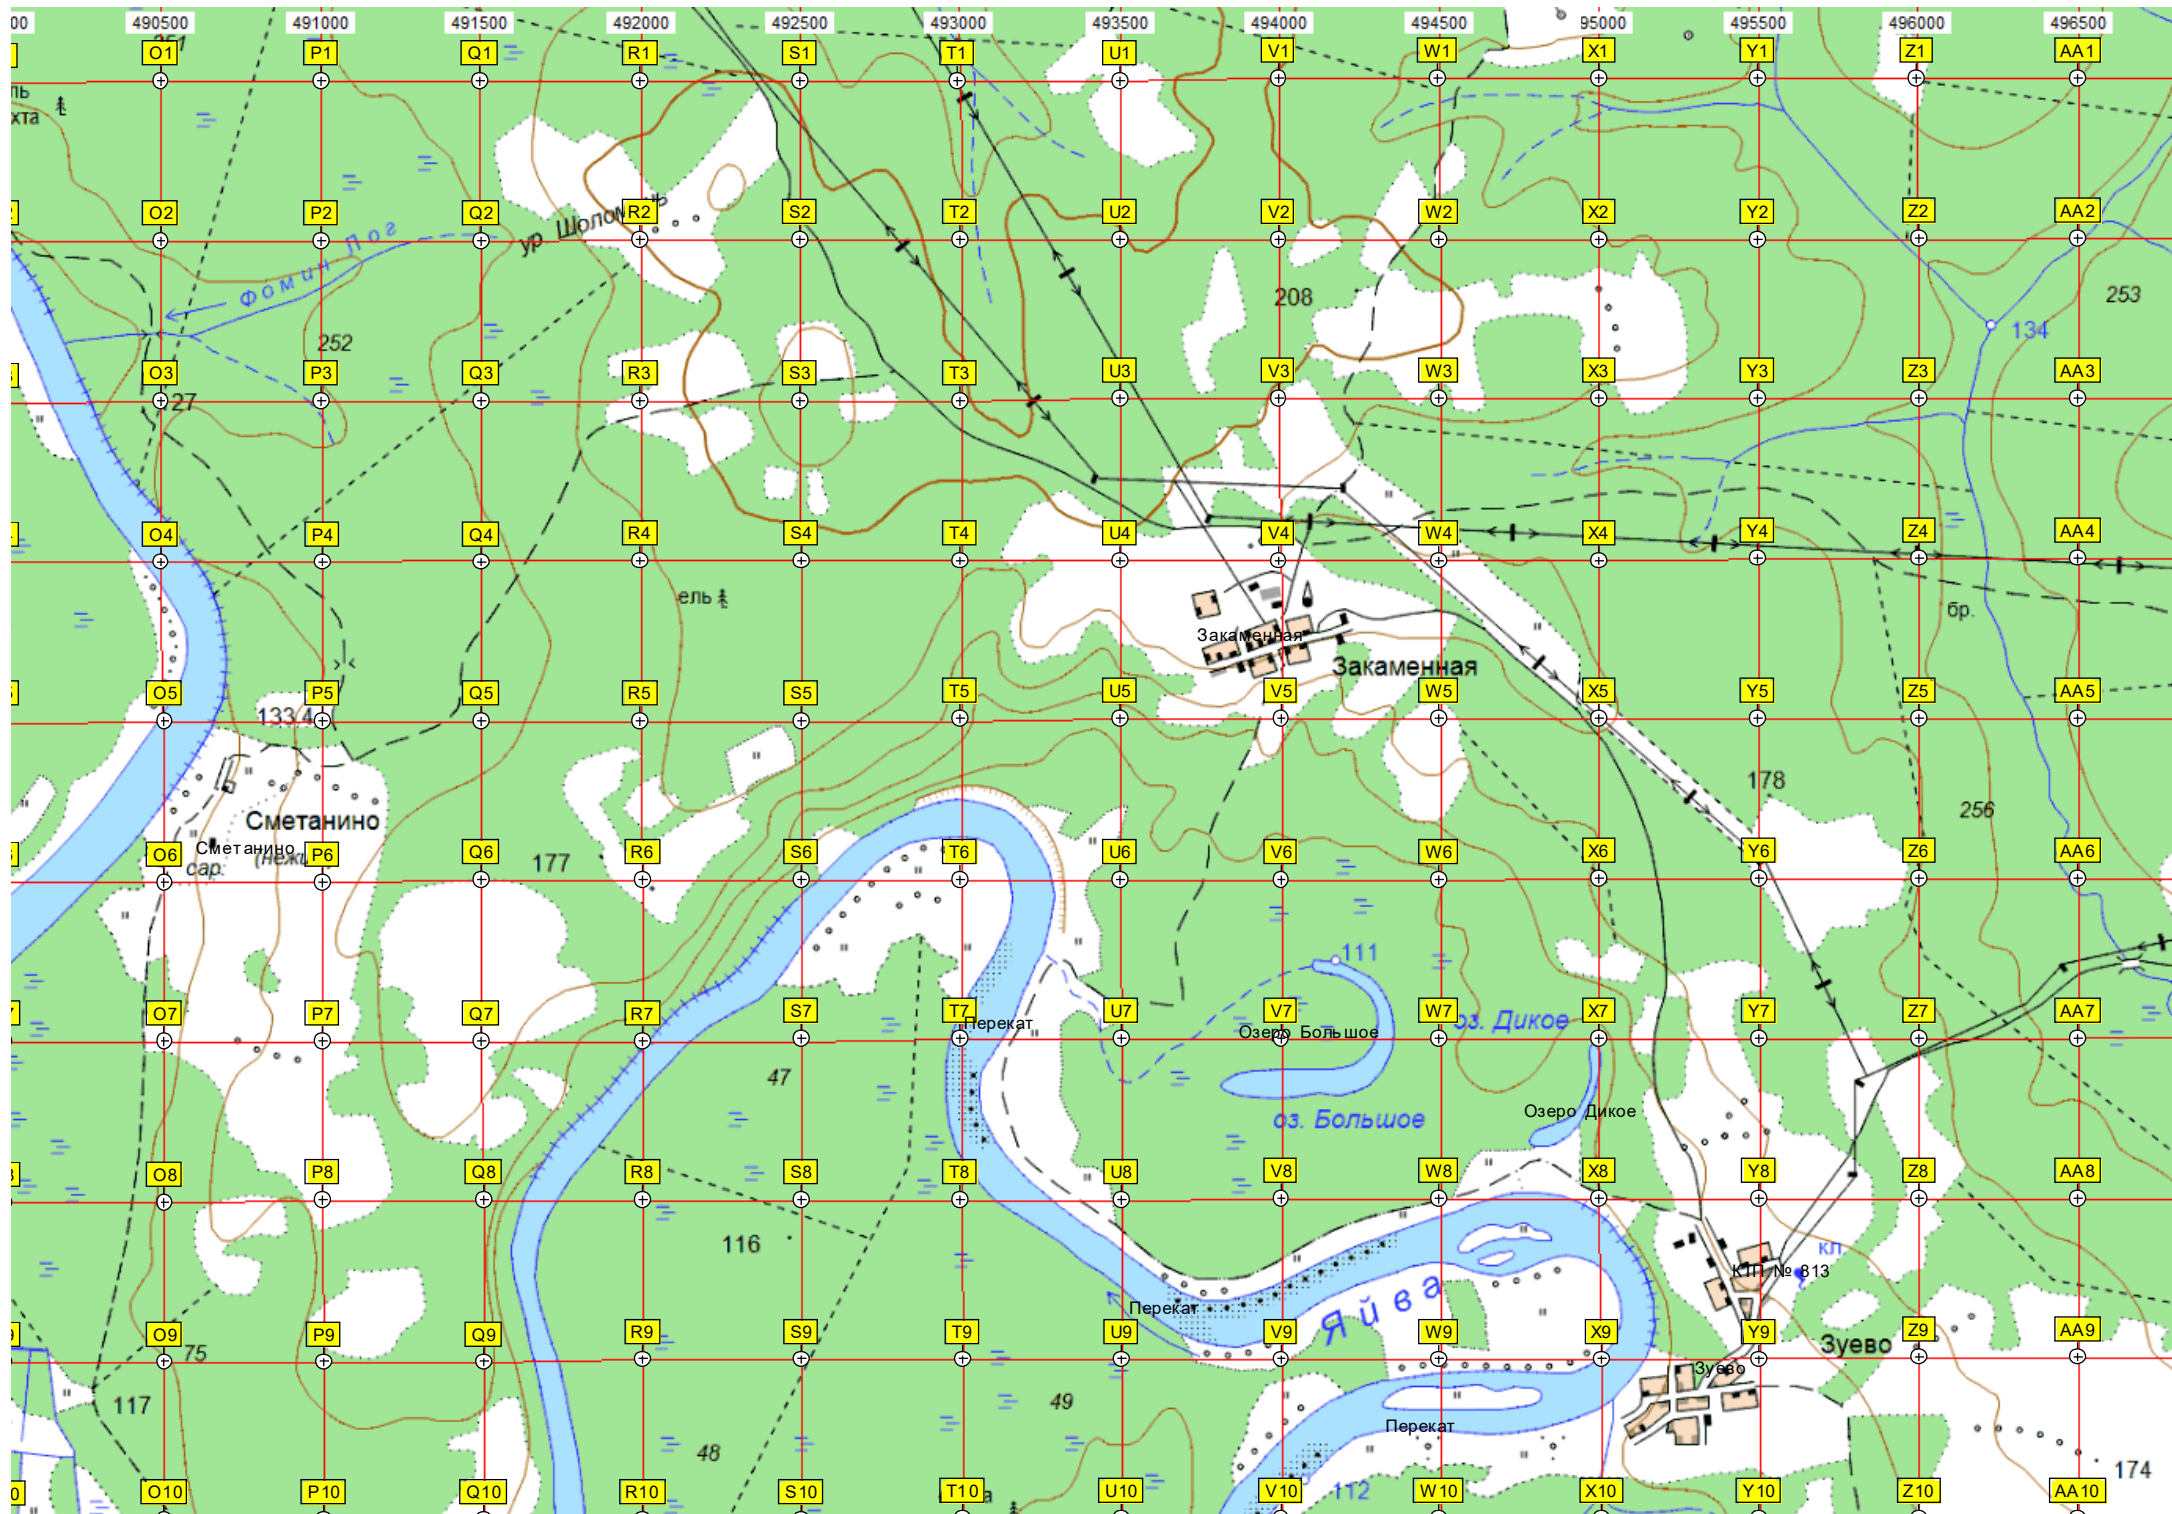 00 490500 491000 491500 492000 492500 493000 493500 494000 494500 95000 495500 496000 496500
O1 P1 Q1 R1 S1 T1 U1 V1 W1 X1 Y1 Z1 AA1
хта
O2 P2 Q2 R2 S2 T2 U2 V2 W2 X2 Y2 Z2 AA2
Фомин Лог
ур.
208
253
134
252
O3 P3 Q3 R3 S3 T3 U3 V3 W3 X3 Y3 Z3 AA3
27
O4 P4 Q4 R4 S4 T4 U4 V4 W4 X4 Y4 Z4 AA4
ель
бр.
Закаменная
Закаменная
O5 P5 Q5 R5 S5 T5 U5 V5 W5 X5 Y5 Z5 AA5
133,4
178
256
Сметанино
Сметанино
O6 P6 Q6 R6 S6 T6 U6 V6 W6 X6 Y6 Z6 AA6
сар.
177
111
O7 P7 Q7 R7 S7 T7 U7 V7 W7 X7 Y7 Z7 AA7
Перекат
Озеро Большое
оз. Дикое
47
Озеро Дикое
оз. Большое
O8 P8 Q8 R8 S8 T8 U8 V8 W8 X8 Y8 Z8 AA8
116
кл.
КТП № 813
Яйва
Перекат
O9 P9 Q9 R9 S9 T9 U9 V9 W9 X9 Y9 Z9 AA9
75
Зуево
Зуево
117
49
Перекат
48
174
O10 P10 Q10 R10 S10 T10 U10 V10 W10 X10 Y10 Z10 AA10
112